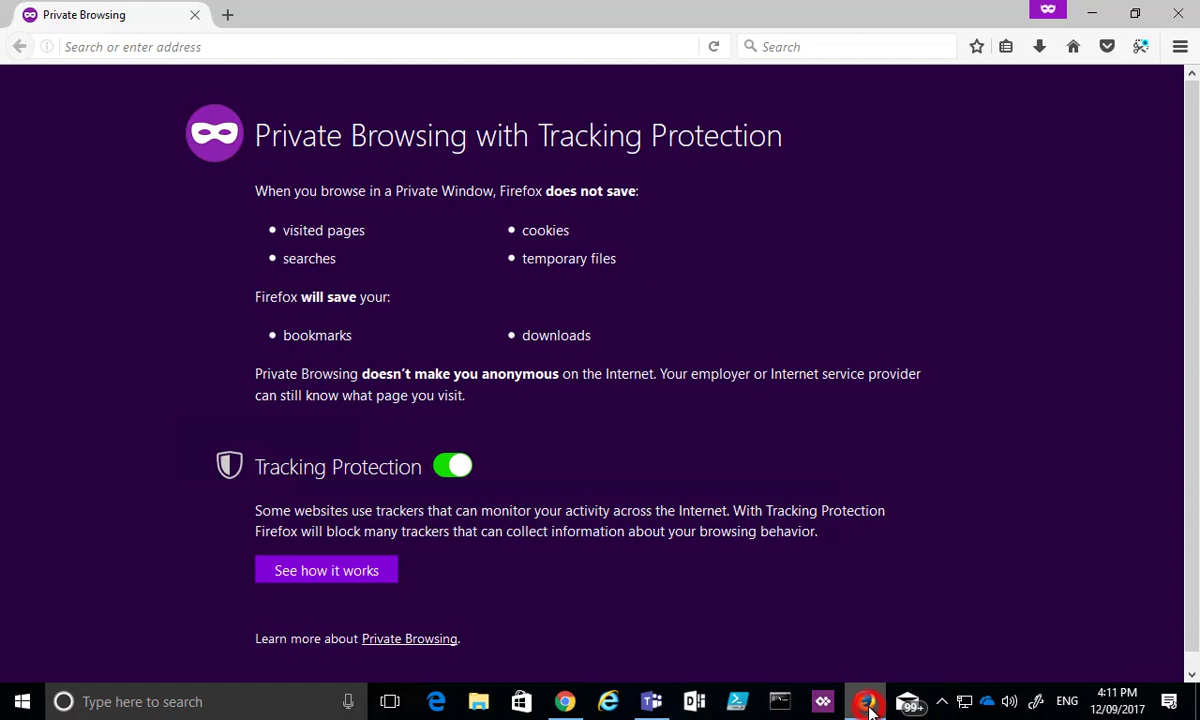 Private Browsing
Search or enter address
Search
Private Browsing with Tracking Protection
When you browse in a Private Window, Firefox does not save:
visited pages
cookies
searches
temporary files
Firefox will save your:
bookmarks
downloads
Private Browsing doesn't make you anonymous on the Internet. Your employer or Internet service provider
can still know what page you visit.
Tracking Protection
Some websites use trackers that can monitor your activity across the Internet. With Tracking Protection
Firefox will block many trackers that can collect information about your browsing behavior.
See how it works
Learn more about Private Browsing.
Type here to search
99+
ENG
4:11 PM
12/09/2017